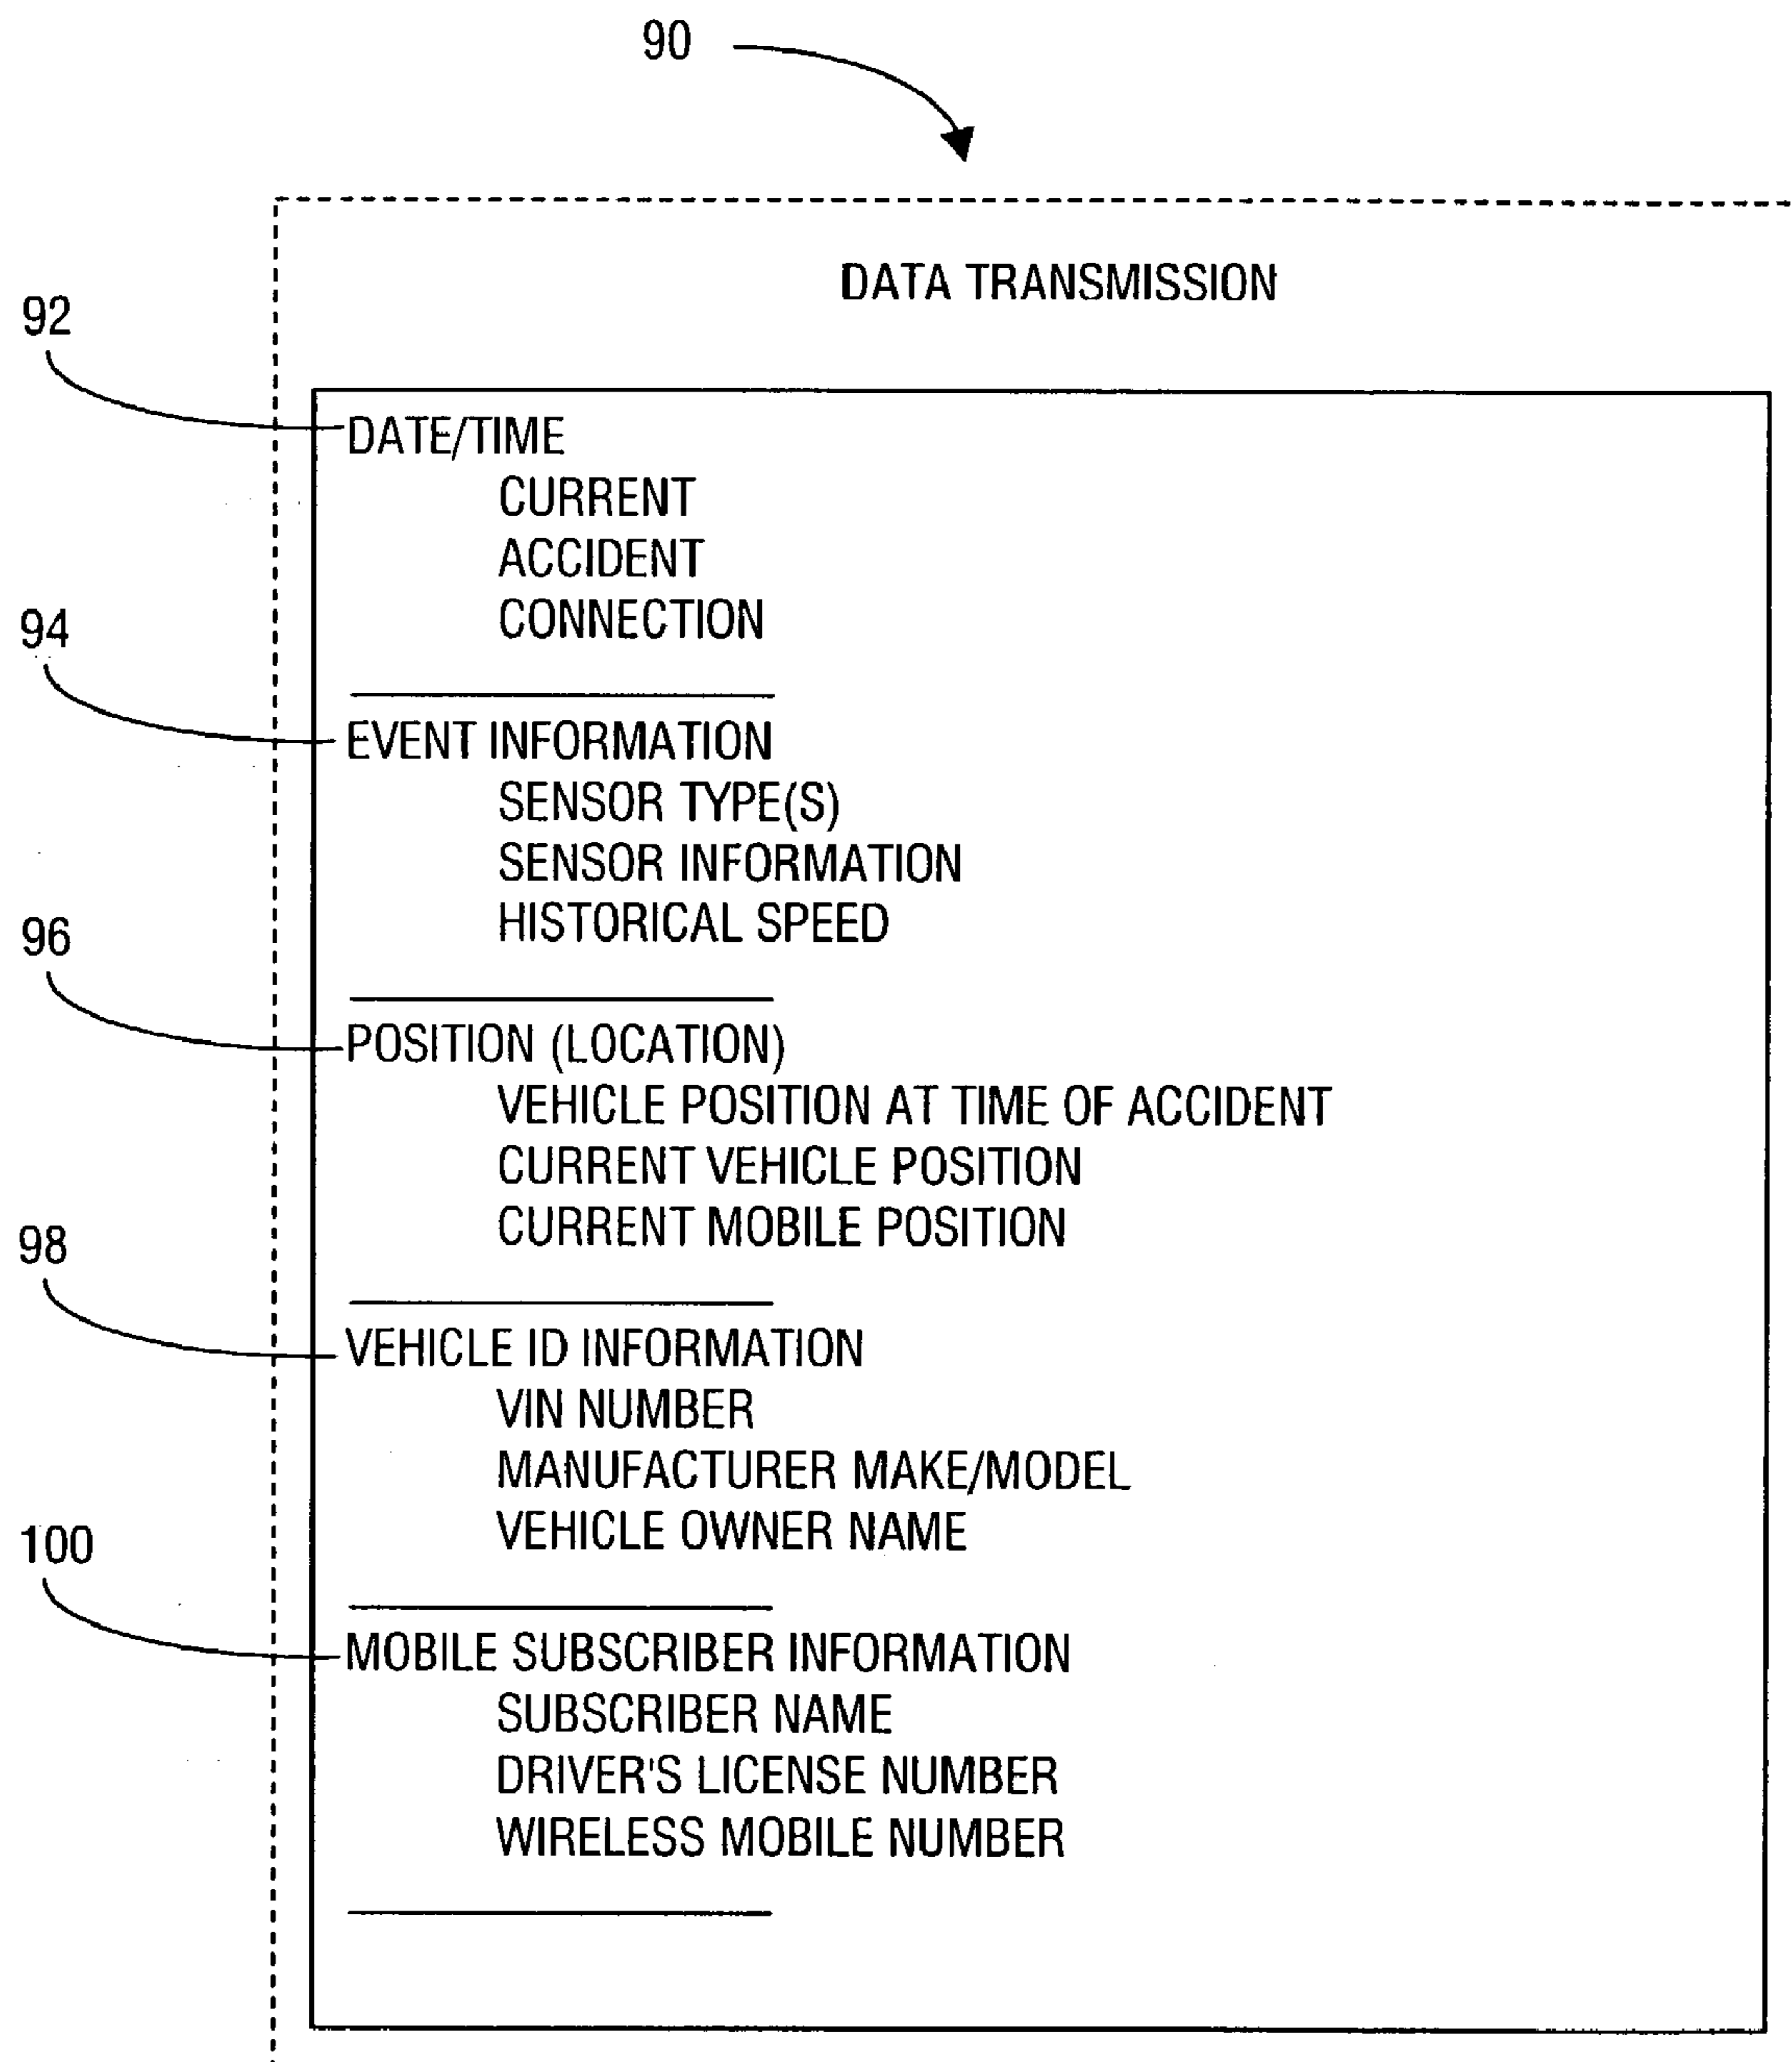 90
DATA TRANSMISSION
92
DATE/TIME
CURRENT
ACCIDENT
CONNECTION
94
EVENT INFORMATION
SENSOR TYPE(S)
SENSOR INFORMATION
HISTORICAL SPEED
96
POSITION (LOCATION)
VEHICLE POSITION AT TIME OF ACCIDENT
CURRENT VEHICLE POSITION
CURRENT MOBILE POSITION
98
VEHICLE ID INFORMATION
VIN NUMBER
MANUFACTURER MAKE/MODEL
VEHICLE OWNER NAME
100
MOBILE SUBSCRIBER INFORMATION
SUBSCRIBER NAME
DRIVER'S LICENSE NUMBER
WIRELESS MOBILE NUMBER